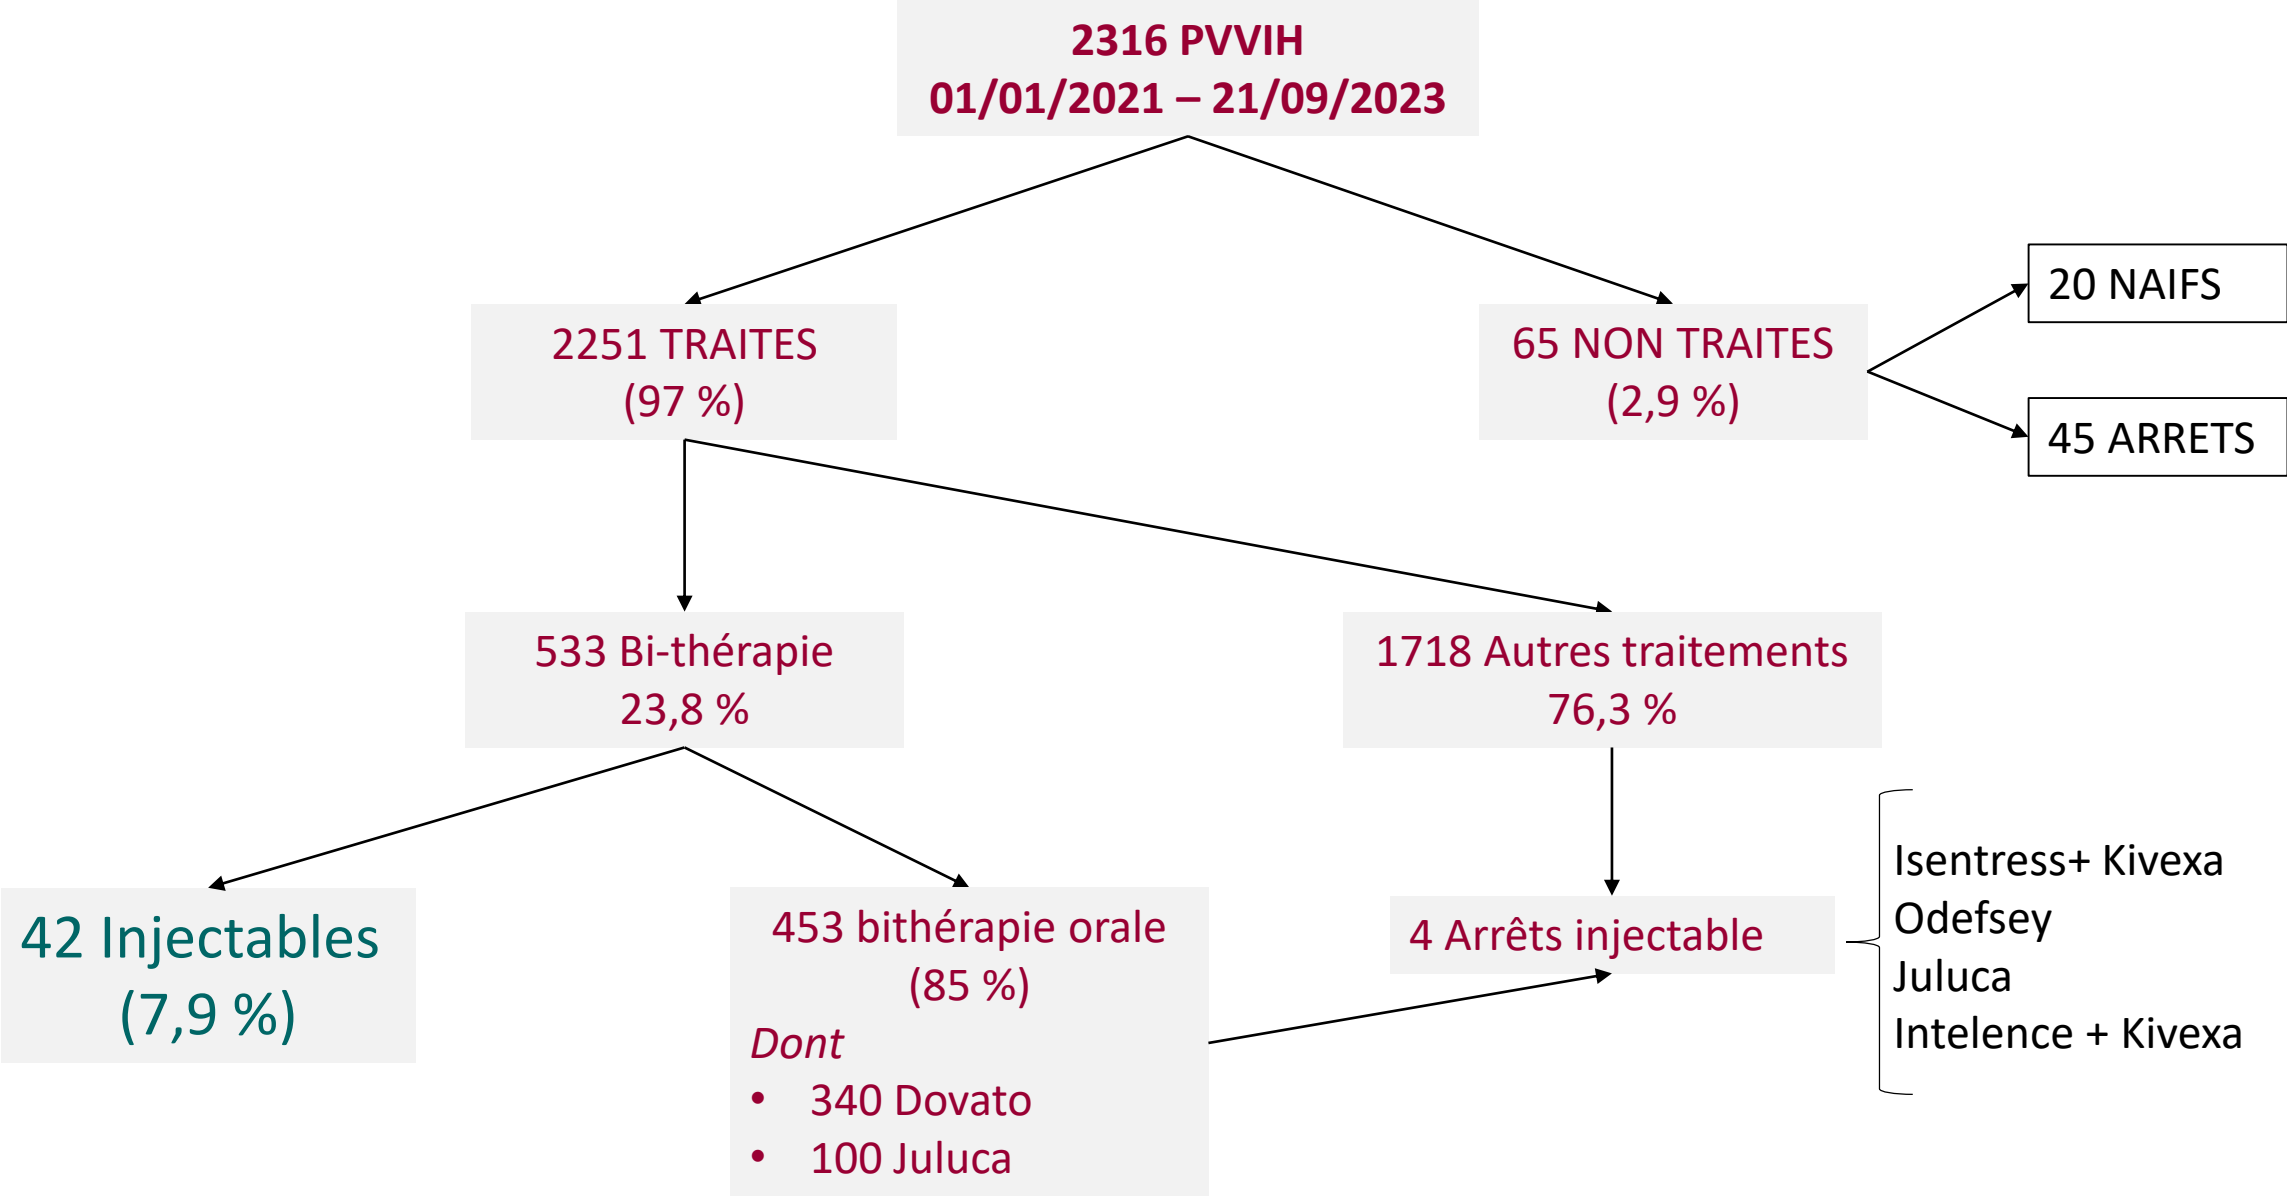 2316 PVVIH
01/01/2021 – 21/09/2023
20 NAIFS
2251 TRAITES
(97 %)
65 NON TRAITES
(2,9 %)
45 ARRETS
533 Bi-thérapie
23,8 %
1718 Autres traitements
76,3 %
42 Injectables
(7,9 %)
453 bithérapie orale
(85 %)
Dont
• 340 Dovato
• 100 Juluca
4 Arrêts injectable
Isentress+ Kivexa
Odefsey
Juluca
Intelence + Kivexa